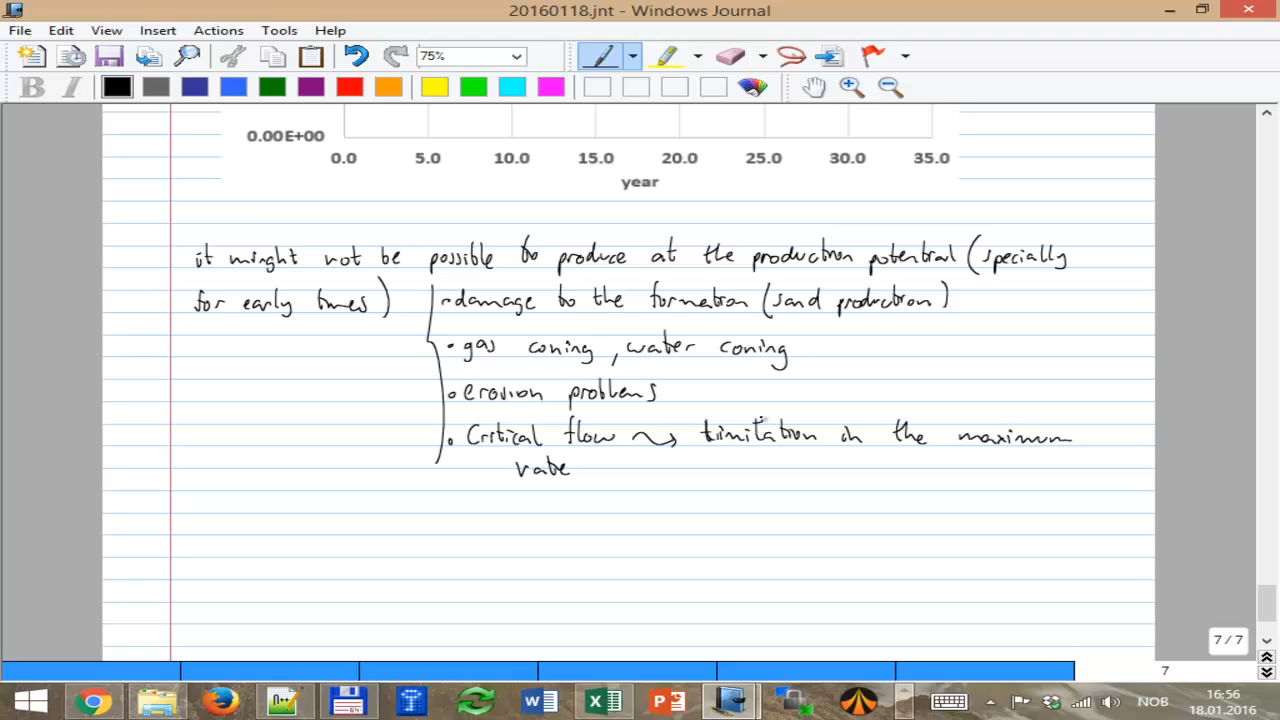 20160118.jnt - Windows Journal
File Edit View Insert Actions Tools Help
75%
B I
0.00E+00
0.0 5.0 10.0 15.0 20.0 25.0 30.0 35.0
year
it minght not be possible to produce at the production potential (specially
for early times)
-damage to the formation (sand production)
• gas coning, water coning
• erosion problems
• Critical flow → limitation in the maximum
rate
7 / 7
7
NOB
16:56
18.01.2016